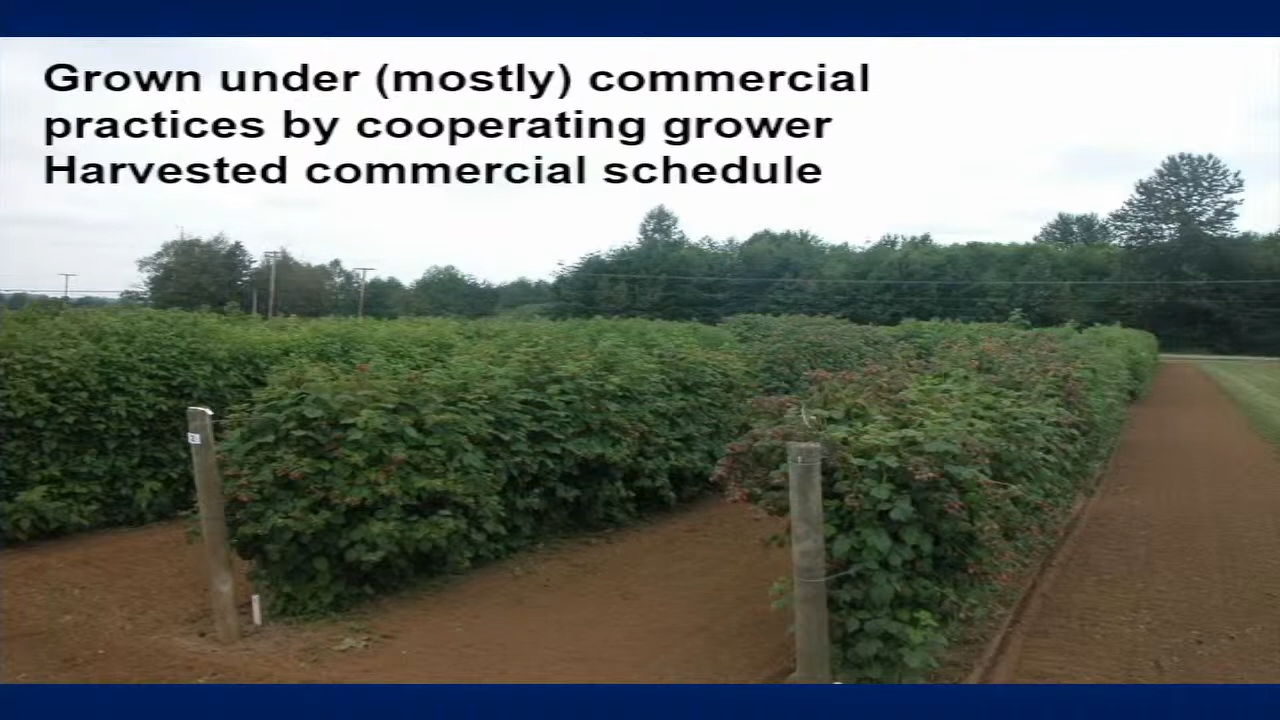 Grown under (mostly) commercial
practices by cooperating grower
Harvested commercial schedule